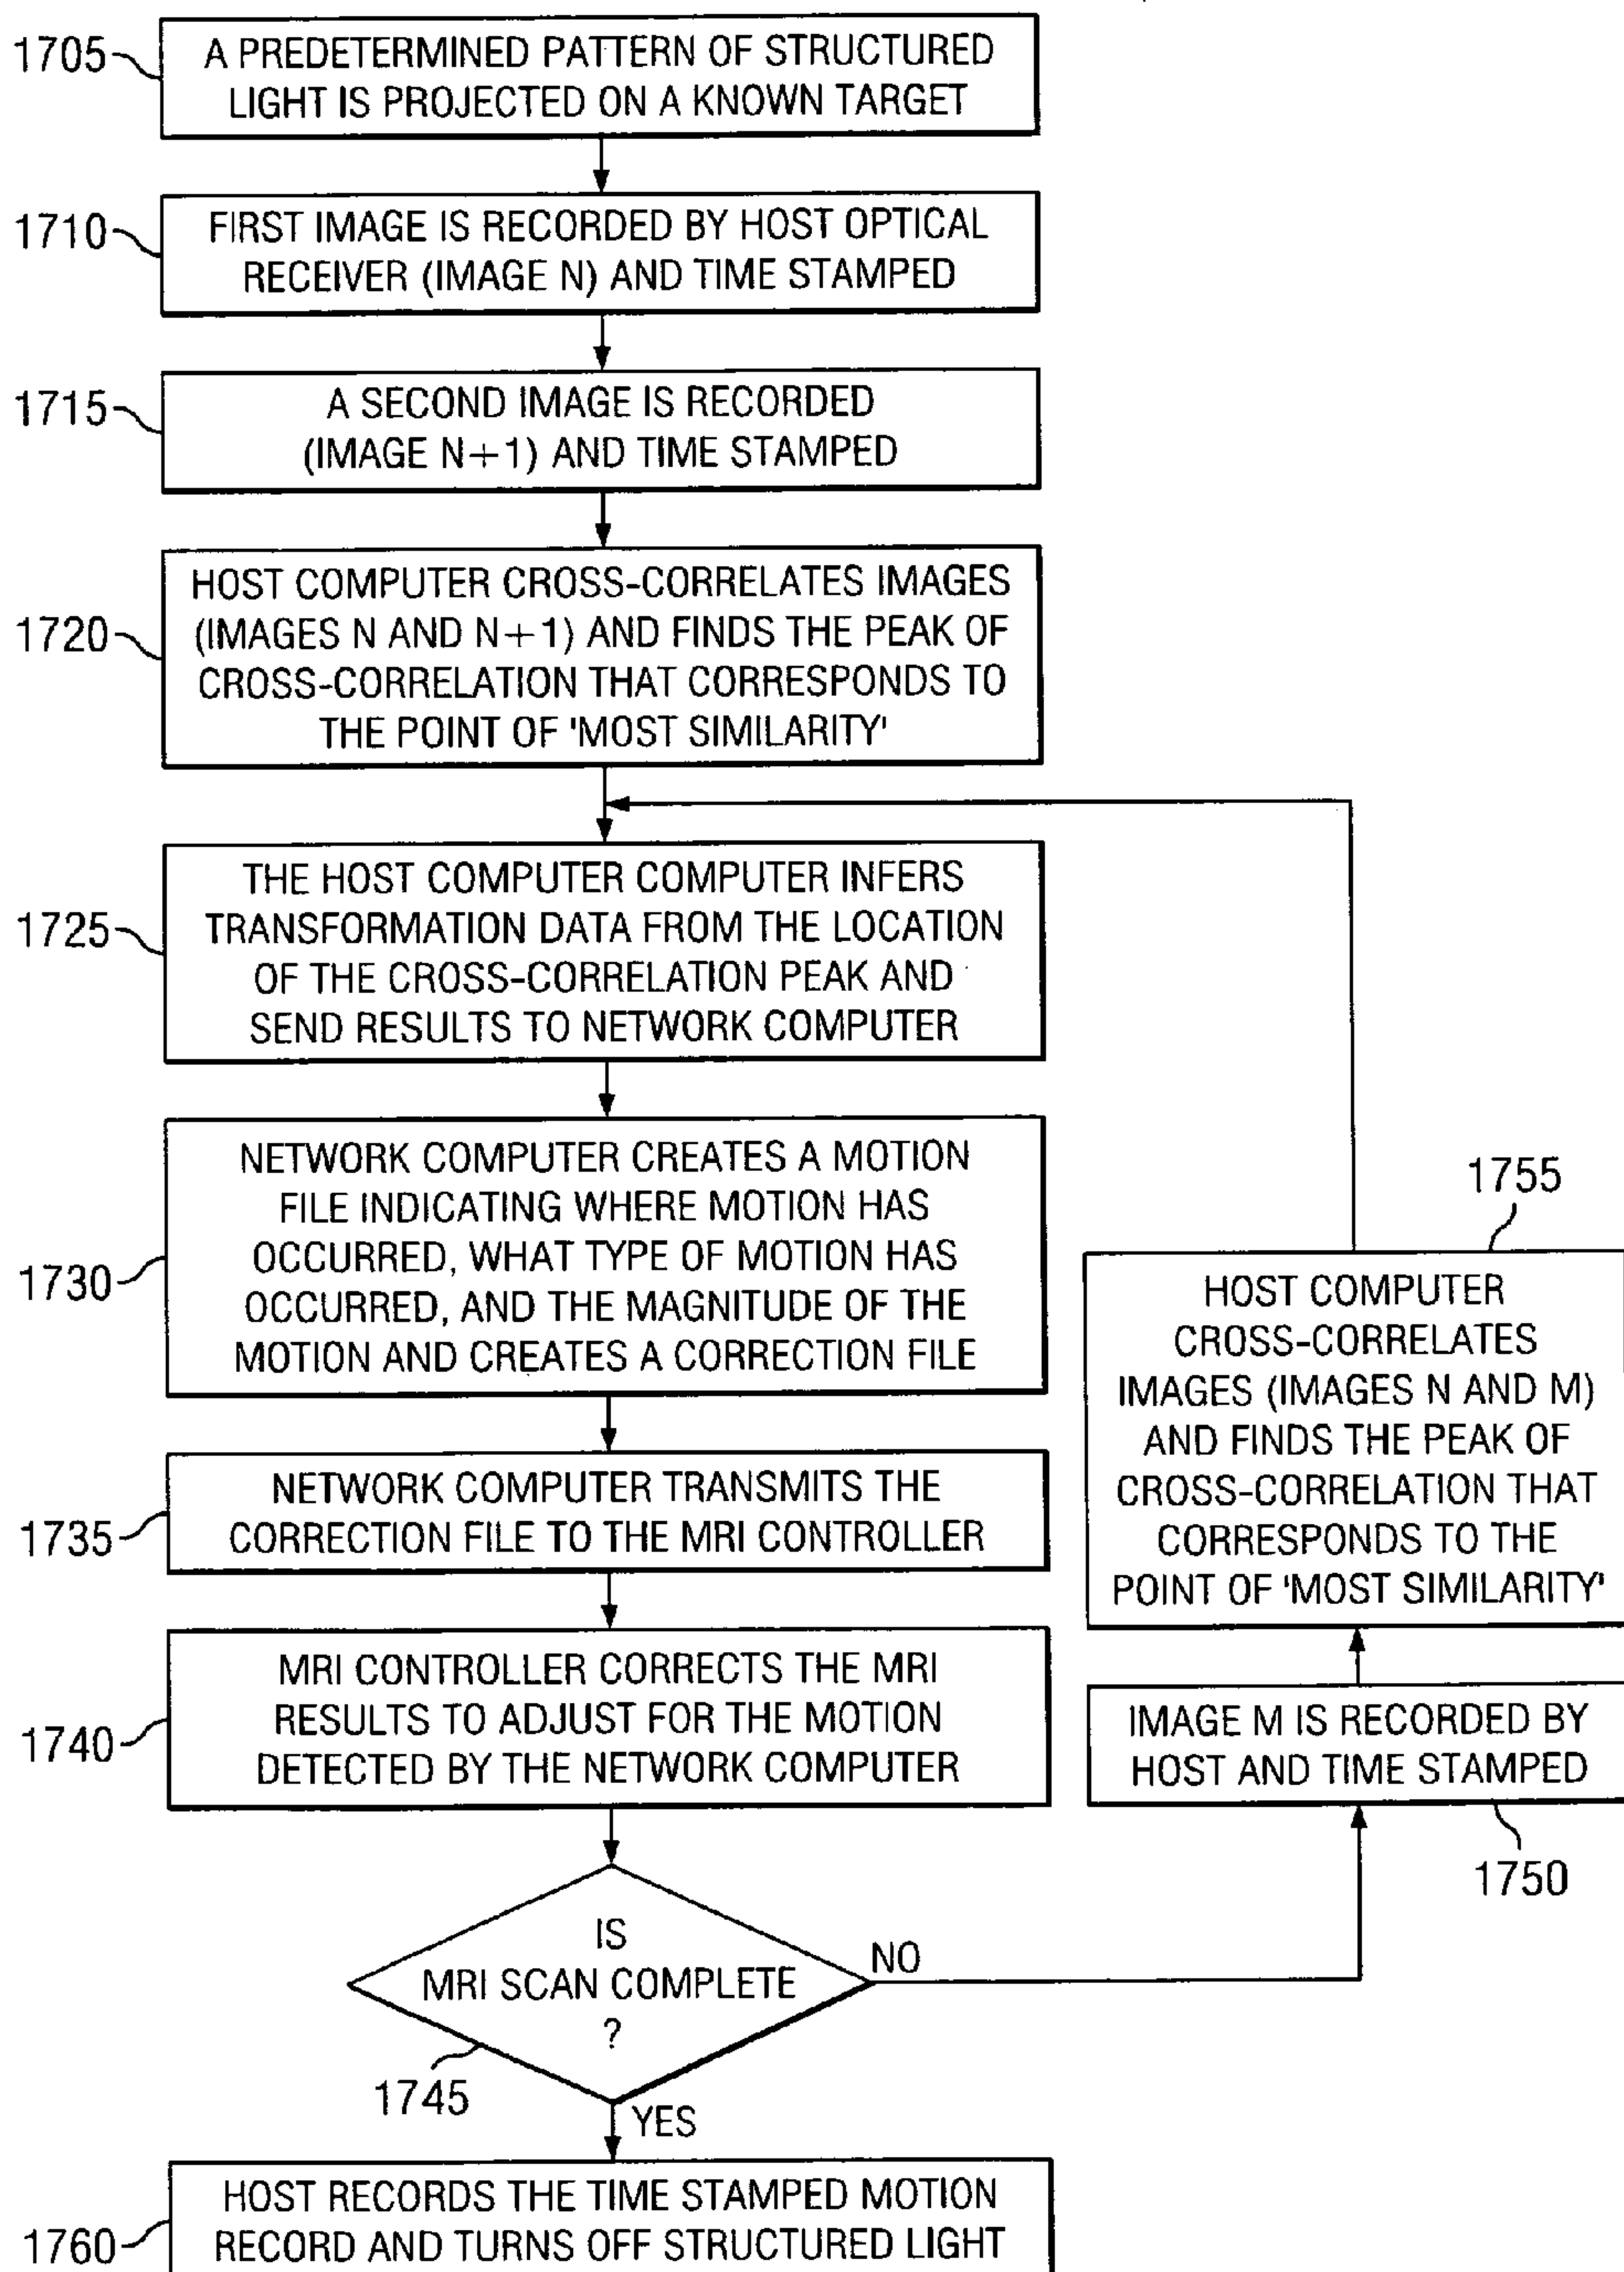 1705
A PREDETERMINED PATTERN OF STRUCTURED
LIGHT IS PROJECTED ON A KNOWN TARGET
1710
FIRST IMAGE IS RECORDED BY HOST OPTICAL
RECEIVER (IMAGE N) AND TIME STAMPED
1715
A SECOND IMAGE IS RECORDED
(IMAGE N+1) AND TIME STAMPED
1720
HOST COMPUTER CROSS-CORRELATES IMAGES
(IMAGES N AND N+1) AND FINDS THE PEAK OF
CROSS-CORRELATION THAT CORRESPONDS TO
THE POINT OF 'MOST SIMILARITY'
1725
THE HOST COMPUTER COMPUTER INFERS
TRANSFORMATION DATA FROM THE LOCATION
OF THE CROSS-CORRELATION PEAK AND
SEND RESULTS TO NETWORK COMPUTER
1730
NETWORK COMPUTER CREATES A MOTION
FILE INDICATING WHERE MOTION HAS
OCCURRED, WHAT TYPE OF MOTION HAS
OCCURRED, AND THE MAGNITUDE OF THE
MOTION AND CREATES A CORRECTION FILE
1735
NETWORK COMPUTER TRANSMITS THE
CORRECTION FILE TO THE MRI CONTROLLER
1740
MRI CONTROLLER CORRECTS THE MRI
RESULTS TO ADJUST FOR THE MOTION
DETECTED BY THE NETWORK COMPUTER
IS
MRI SCAN COMPLETE
?
1745
NO
YES
1755
HOST COMPUTER
CROSS-CORRELATES
IMAGES (IMAGES N AND M)
AND FINDS THE PEAK OF
CROSS-CORRELATION THAT
CORRESPONDS TO THE
POINT OF 'MOST SIMILARITY'
IMAGE M IS RECORDED BY
HOST AND TIME STAMPED
1750
1760
HOST RECORDS THE TIME STAMPED MOTION
RECORD AND TURNS OFF STRUCTURED LIGHT